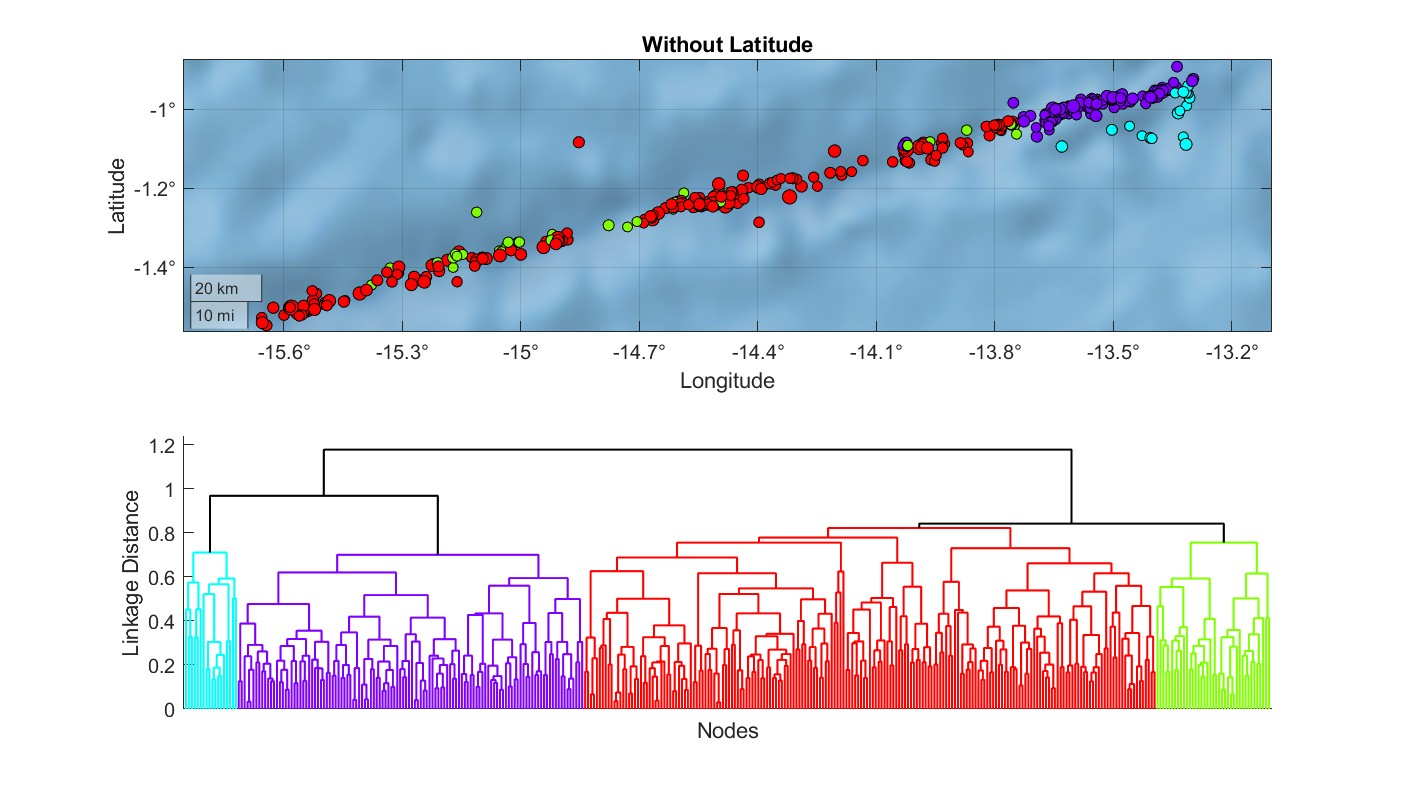 Without Latitude
-1°
-1.2°
-1.4°
Latitude
20 km
10 mi
-15.6° -15.3° -15° -14.7° -14.4° -14.1° -13.8° -13.5° -13.2°
Longitude
1.2
1
0.8
0.6
0.4
0.2
0
Linkage Distance
Nodes